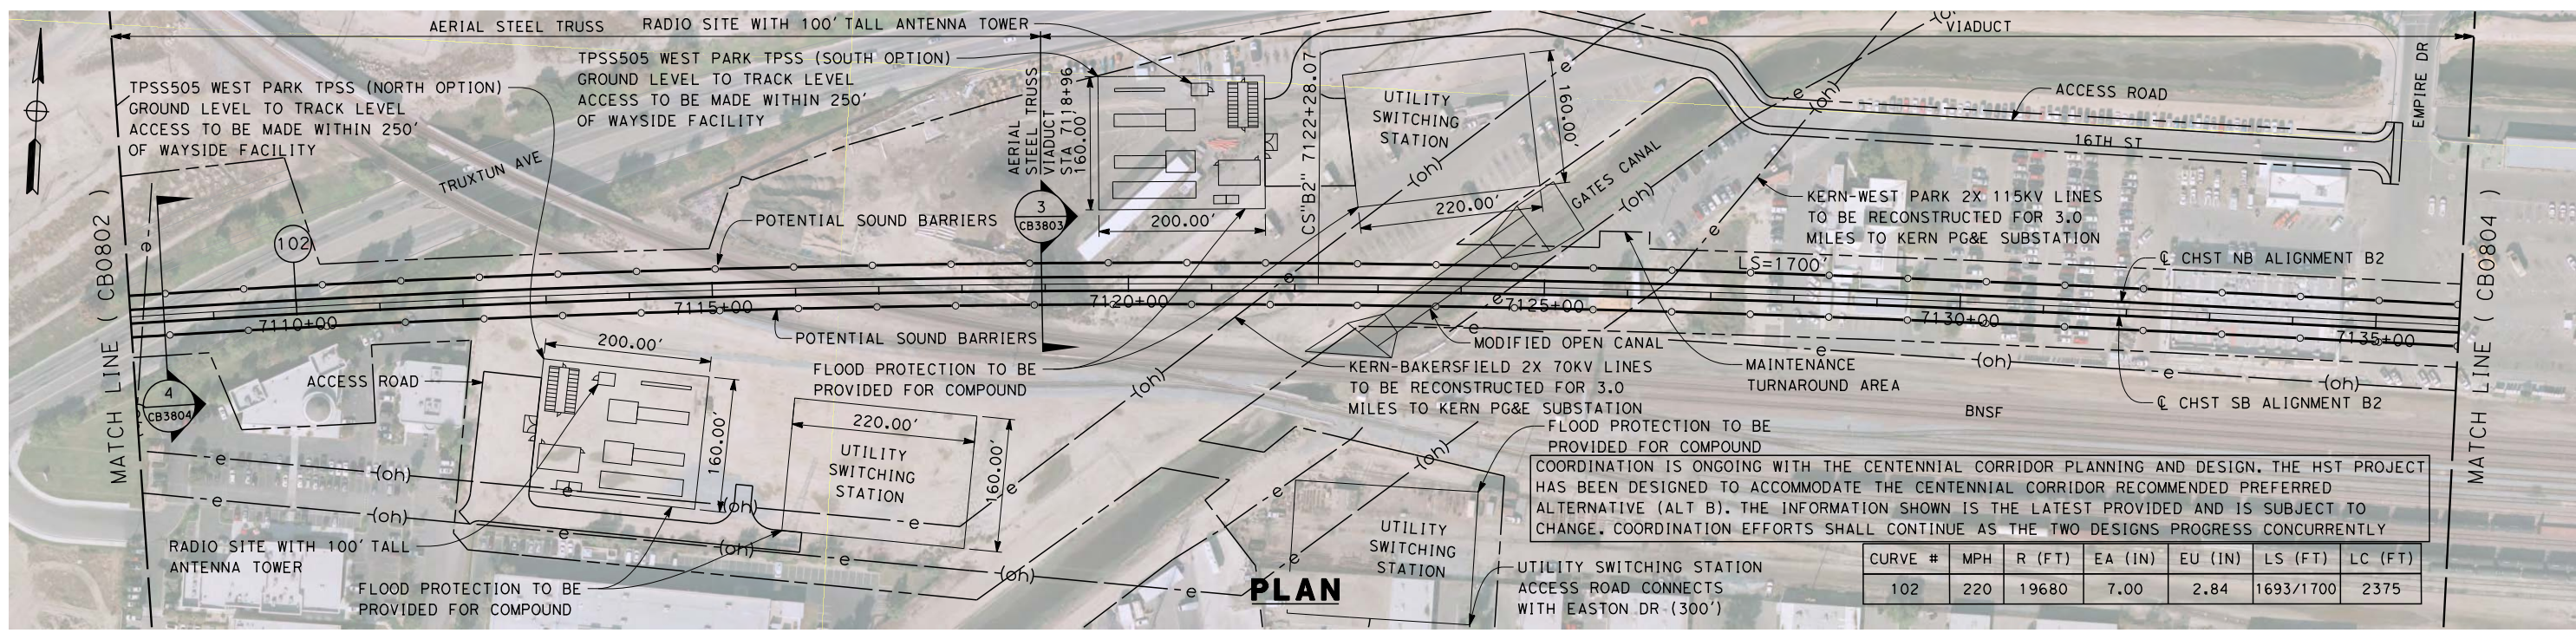 AERIAL STEEL TRUSS
RADIO SITE WITH 100' TALL ANTENNA TOWER
VIADUCT
TPSS505 WEST PARK TPSS (NORTH OPTION)
GROUND LEVEL TO TRACK LEVEL
ACCESS TO BE MADE WITHIN 250'
OF WAYSIDE FACILITY
TPSS505 WEST PARK TPSS (SOUTH OPTION)
GROUND LEVEL TO TRACK LEVEL
ACCESS TO BE MADE WITHIN 250'
OF WAYSIDE FACILITY
AERIAL
STEEL TRUSS
VIADUCT
STA 7118+96
160.00'
200.00'
CS"B2" 7122+28.07
UTILITY
SWITCHING
STATION
160.00'
220.00'
GATES CANAL
ACCESS ROAD
16TH ST
EMPIRE DR
TRUXTUN AVE
MATCH LINE ( CB0802 )
102
3
CB3803
POTENTIAL SOUND BARRIERS
KERN-WEST PARK 2X 115KV LINES
TO BE RECONSTRUCTED FOR 3.0
MILES TO KERN PG&E SUBSTATION
LS=1700'
℄ CHST NB ALIGNMENT B2
MATCH LINE ( CB0804 )
7110+00
7115+00
7120+00
7125+00
7130+00
7135+00
POTENTIAL SOUND BARRIERS
FLOOD PROTECTION TO BE
PROVIDED FOR COMPOUND
MODIFIED OPEN CANAL
KERN-BAKERSFIELD 2X 70KV LINES
TO BE RECONSTRUCTED FOR 3.0
MILES TO KERN PG&E SUBSTATION
MAINTENANCE
TURNAROUND AREA
℄ CHST SB ALIGNMENT B2
BNSF
4
CB3804
ACCESS ROAD
200.00'
160.00'
220.00'
UTILITY
SWITCHING
STATION
160.00'
e
(oh)
e
(oh)
e
(oh)
e
(oh)
e
(oh)
e
(oh)
e
(oh)
RADIO SITE WITH 100' TALL
ANTENNA TOWER
FLOOD PROTECTION TO BE
PROVIDED FOR COMPOUND
FLOOD PROTECTION TO BE
PROVIDED FOR COMPOUND
UTILITY
SWITCHING
STATION
PLAN
UTILITY SWITCHING STATION
ACCESS ROAD CONNECTS
WITH EASTON DR (300')
COORDINATION IS ONGOING WITH THE CENTENNIAL CORRIDOR PLANNING AND DESIGN. THE HST PROJECT
HAS BEEN DESIGNED TO ACCOMMODATE THE CENTENNIAL CORRIDOR RECOMMENDED PREFERRED
ALTERNATIVE (ALT B). THE INFORMATION SHOWN IS THE LATEST PROVIDED AND IS SUBJECT TO
CHANGE. COORDINATION EFFORTS SHALL CONTINUE AS THE TWO DESIGNS PROGRESS CONCURRENTLY
CURVE # MPH R (FT) EA (IN) EU (IN) LS (FT) LC (FT)
102 220 19680 7.00 2.84 1693/1700 2375